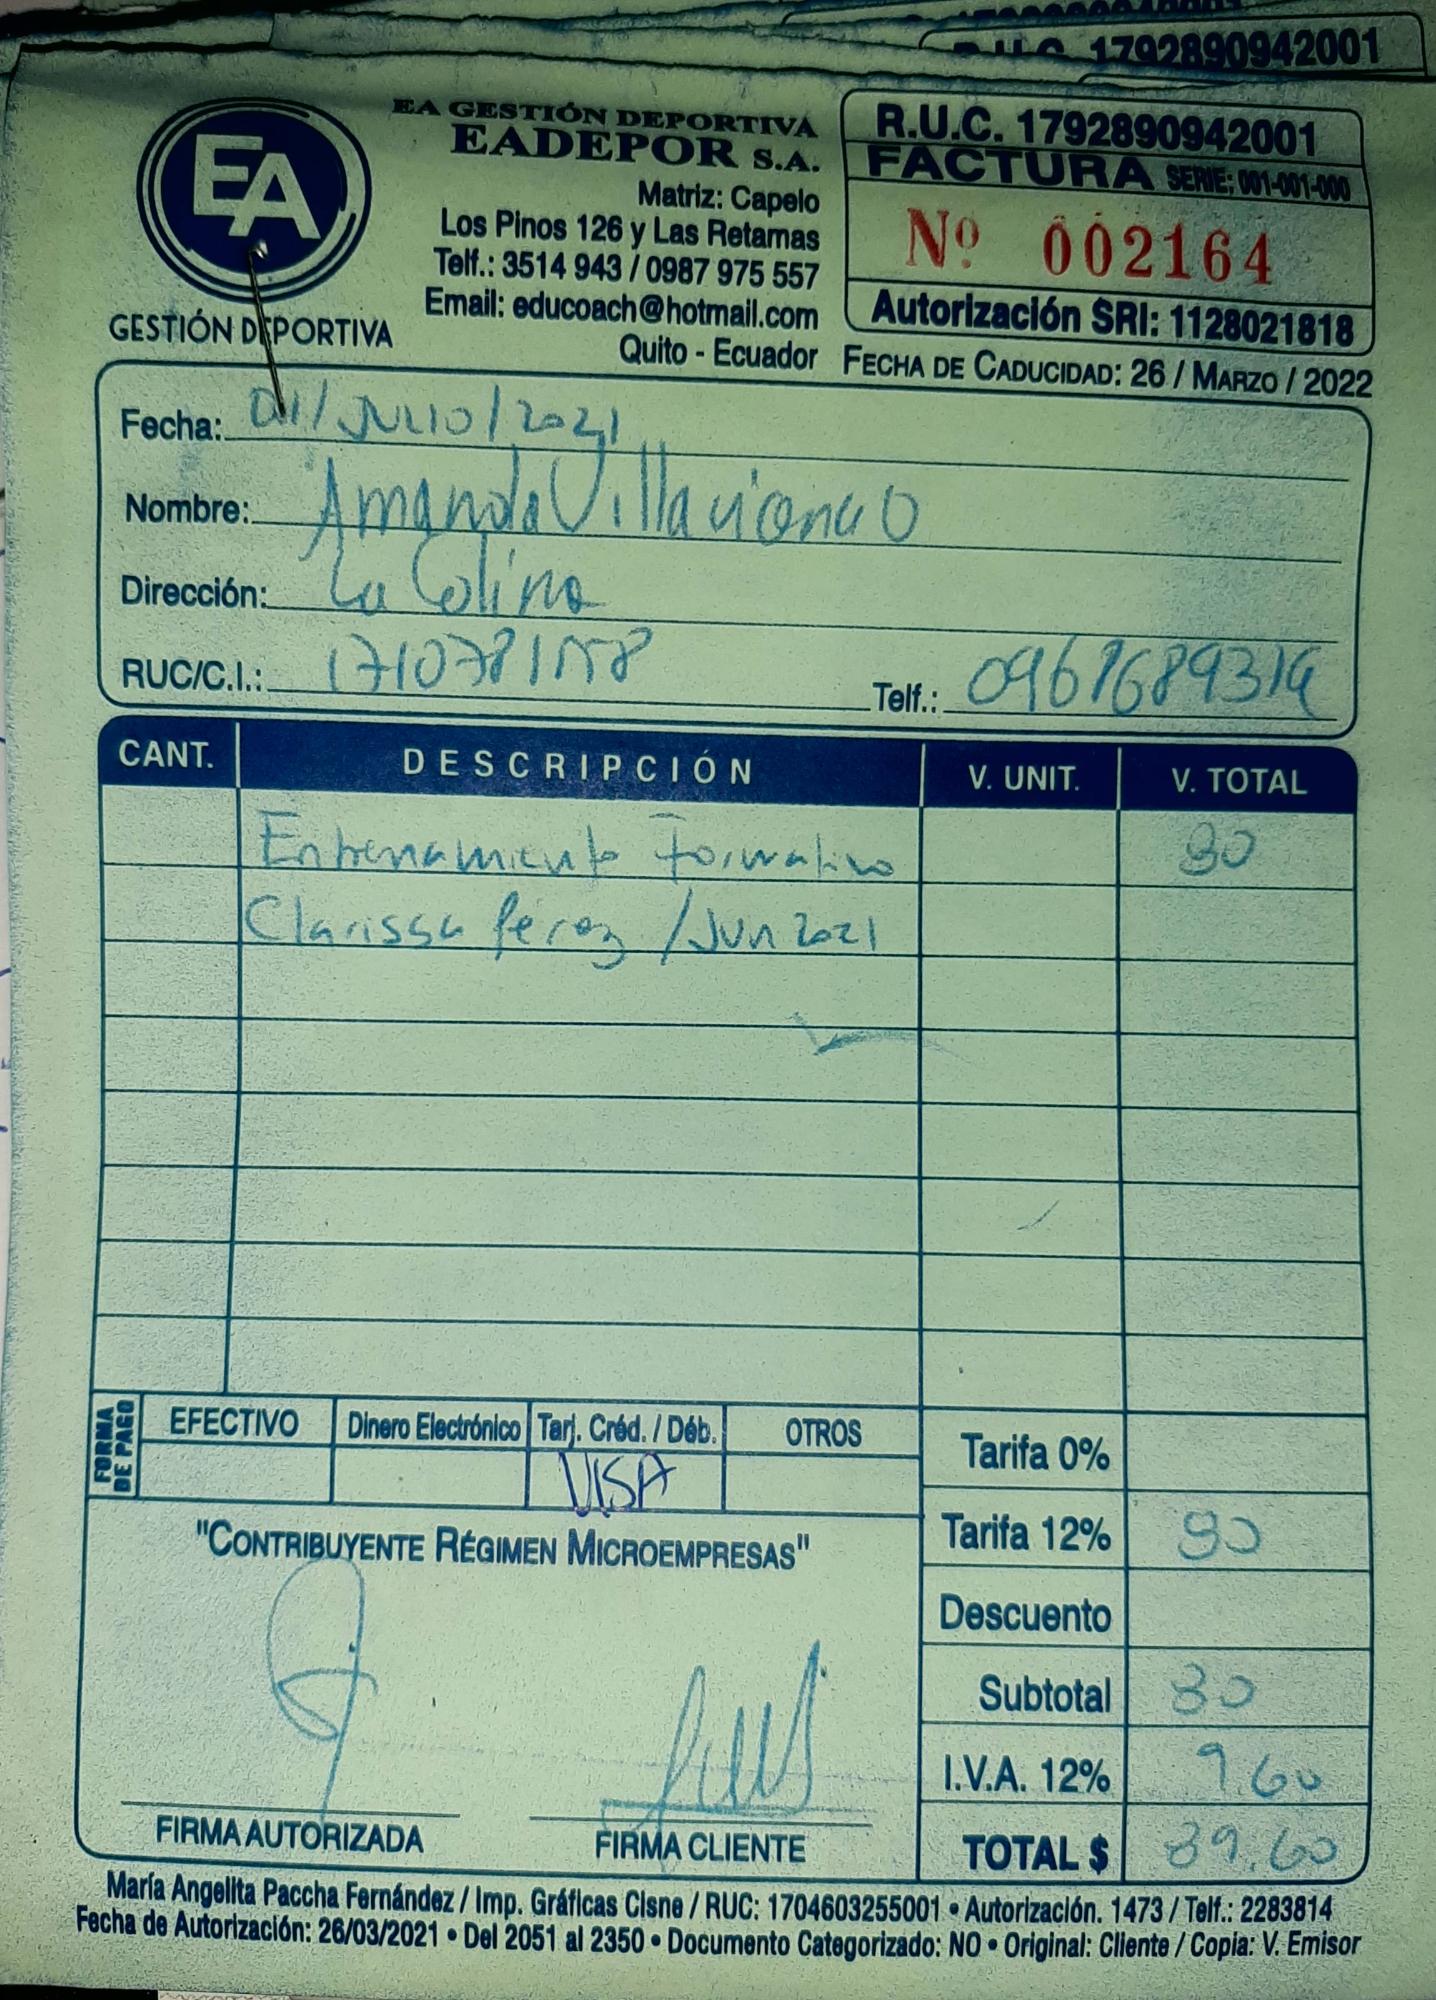 R.U.C. 1792890942001
EA
GESTIÓN DEPORTIVA
EA GESTIÓN DEPORTIVA
EADEPOR S.A.
Matriz: Capelo
Los Pinos 126 y Las Retamas
Telf.: 3514 943 / 0987 975 557
Email: educoach@hotmail.com
Quito - Ecuador
R.U.C. 1792890942001
FACTURA SERIE: 001-001-000
Nº 002164
Autorización SRI: 1128021818
FECHA DE CADUCIDAD: 26 / MARZO / 2022
Fecha: 01/JULIO/2021
Nombre: Amanda
Dirección: La Colina
RUC/C.I.: Telf.:
CANT. DESCRIPCIÓN V. UNIT. V. TOTAL
Entrenamiento Formativo 80
Clarissa Pérez /Jun 2021
FORMA DE PAGO
EFECTIVO Dinero Electrónico Tarj. Créd. / Déb. OTROS
VISA
Tarifa 0%
Tarifa 12% 80
Descuento
Subtotal 80
I.V.A. 12% 9.60
TOTAL $ 89.60
"CONTRIBUYENTE RÉGIMEN MICROEMPRESAS"
FIRMA AUTORIZADA FIRMA CLIENTE
María Angelita Paccha Fernández / Imp. Gráficas Cisne / RUC: 1704603255001 • Autorización. 1473 / Telf.: 2283814
Fecha de Autorización: 26/03/2021 • Del 2051 al 2350 • Documento Categorizado: NO • Original: Cliente / Copia: V. Emisor